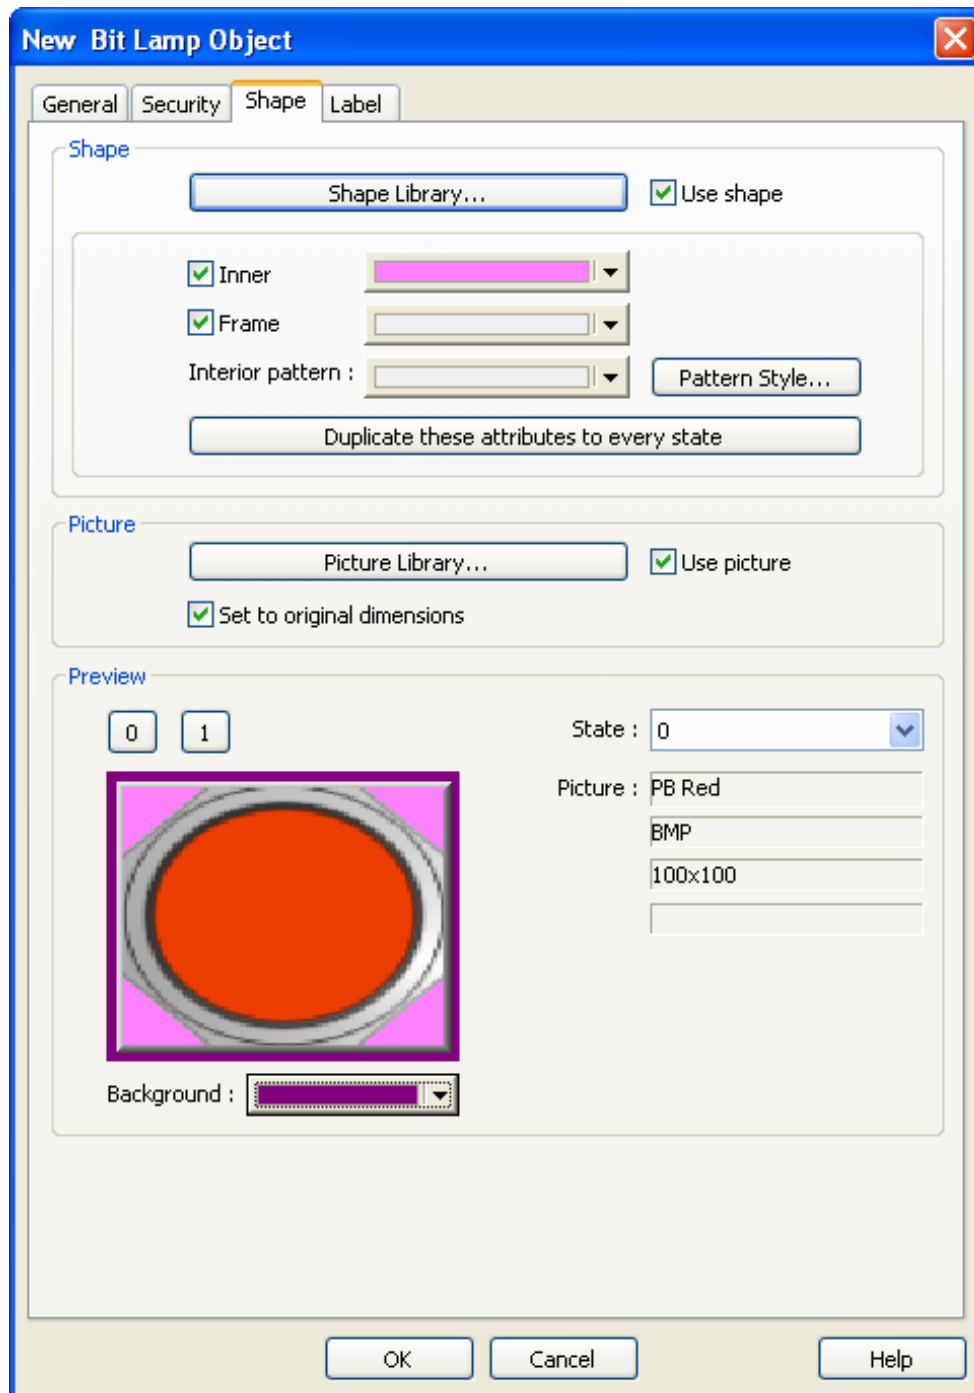 New Bit Lamp Object
General Security Shape Label
Shape
Shape Library... Use shape
Inner
Frame
Interior pattern : Pattern Style...
Duplicate these attributes to every state
Picture
Picture Library... Use picture
Set to original dimensions
Preview
0 1 State : 0
Picture : PB Red
BMP
100x100
Background :
OK Cancel Help